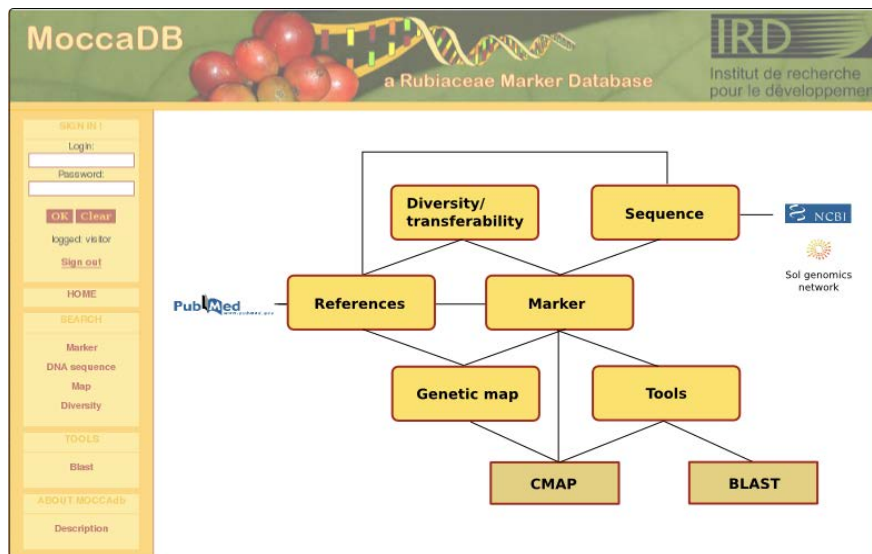 MoccaDB
a Rubiaceae Marker Database
IRD
Institut de recherche
pour le développement
SIGN IN !
Login:
Password:
OK Clear
logged: visitor
Sign out
HOME
SEARCH
Marker
DNA sequence
Map
Diversity
TOOLS
Blast
ABOUT MOCCAdb
Description
Diversity/
transferability
Sequence
NCBI
Sol genomics
network
PubMed
References
Marker
Genetic map
Tools
CMAP
BLAST